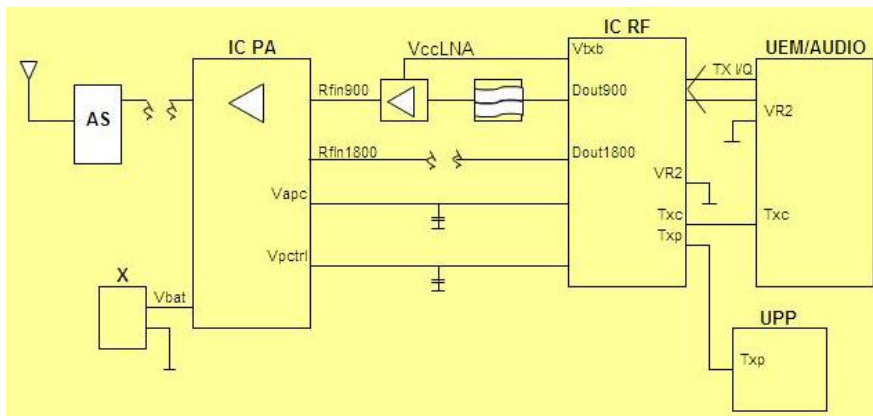 IC RF
IC PA
UEM/AUDIO
VccLNA
Vtxb
TX I/Q
Rfin900
Dout900
AS
VR2
RfIn1800
Dout1800
VR2
Vapc
Txc
Txc
Txp
Vpctrl
X
Vbat
UPP
Txp